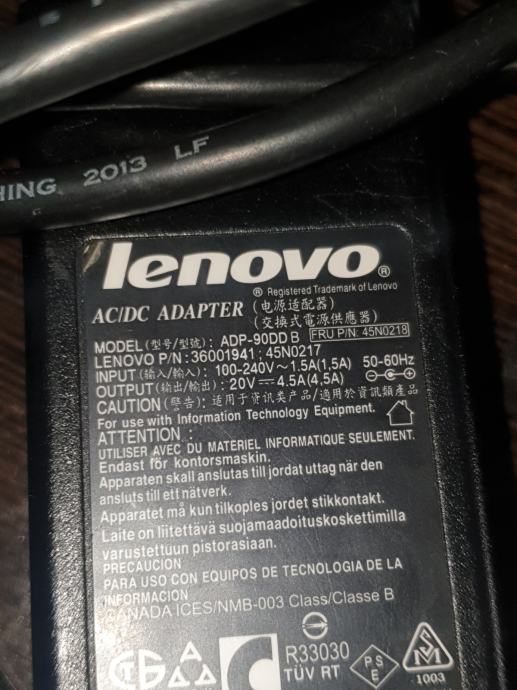 HING 2013 LF
lenovo®
® Registered Trademark of Lenovo
AC/DC ADAPTER (电源适配器)
(交換式電源供應器)
MODEL (型号/型號): ADP-90DD B FRU P/N: 45N0218
LENOVO P/N:36001941 ; 45N0217
INPUT (输入/輸入): 100-240V~1.5A(1,5A) 50-60Hz
OUTPUT(输出/輸出): 20V⎓4.5A(4,5A)
CAUTION (警告): 适用于资讯类产品/適用於資訊類產品
For use with Information Technology Equipment.
ATTENTION :
UTILISER AVEC DU MATERIEL INFORMATIQUE SEULEMENT.
Endast för kontorsmaskin.
Apparaten skall anslutas till jordat uttag när den
ansluts till ett nätverk.
Apparatet må kun tilkoples jordet stikkontakt.
Laite on liitettävä suojamaadoituskoskettimilla
varustettuun pistorasiaan.
PRECAUCION
PARA USO CON EQUIPOS DE TECNOLOGIA DE LA
INFORMACION
CANADA ICES/NMB-003 Class/Classe B
R33030
TÜV RT
PSE
1003